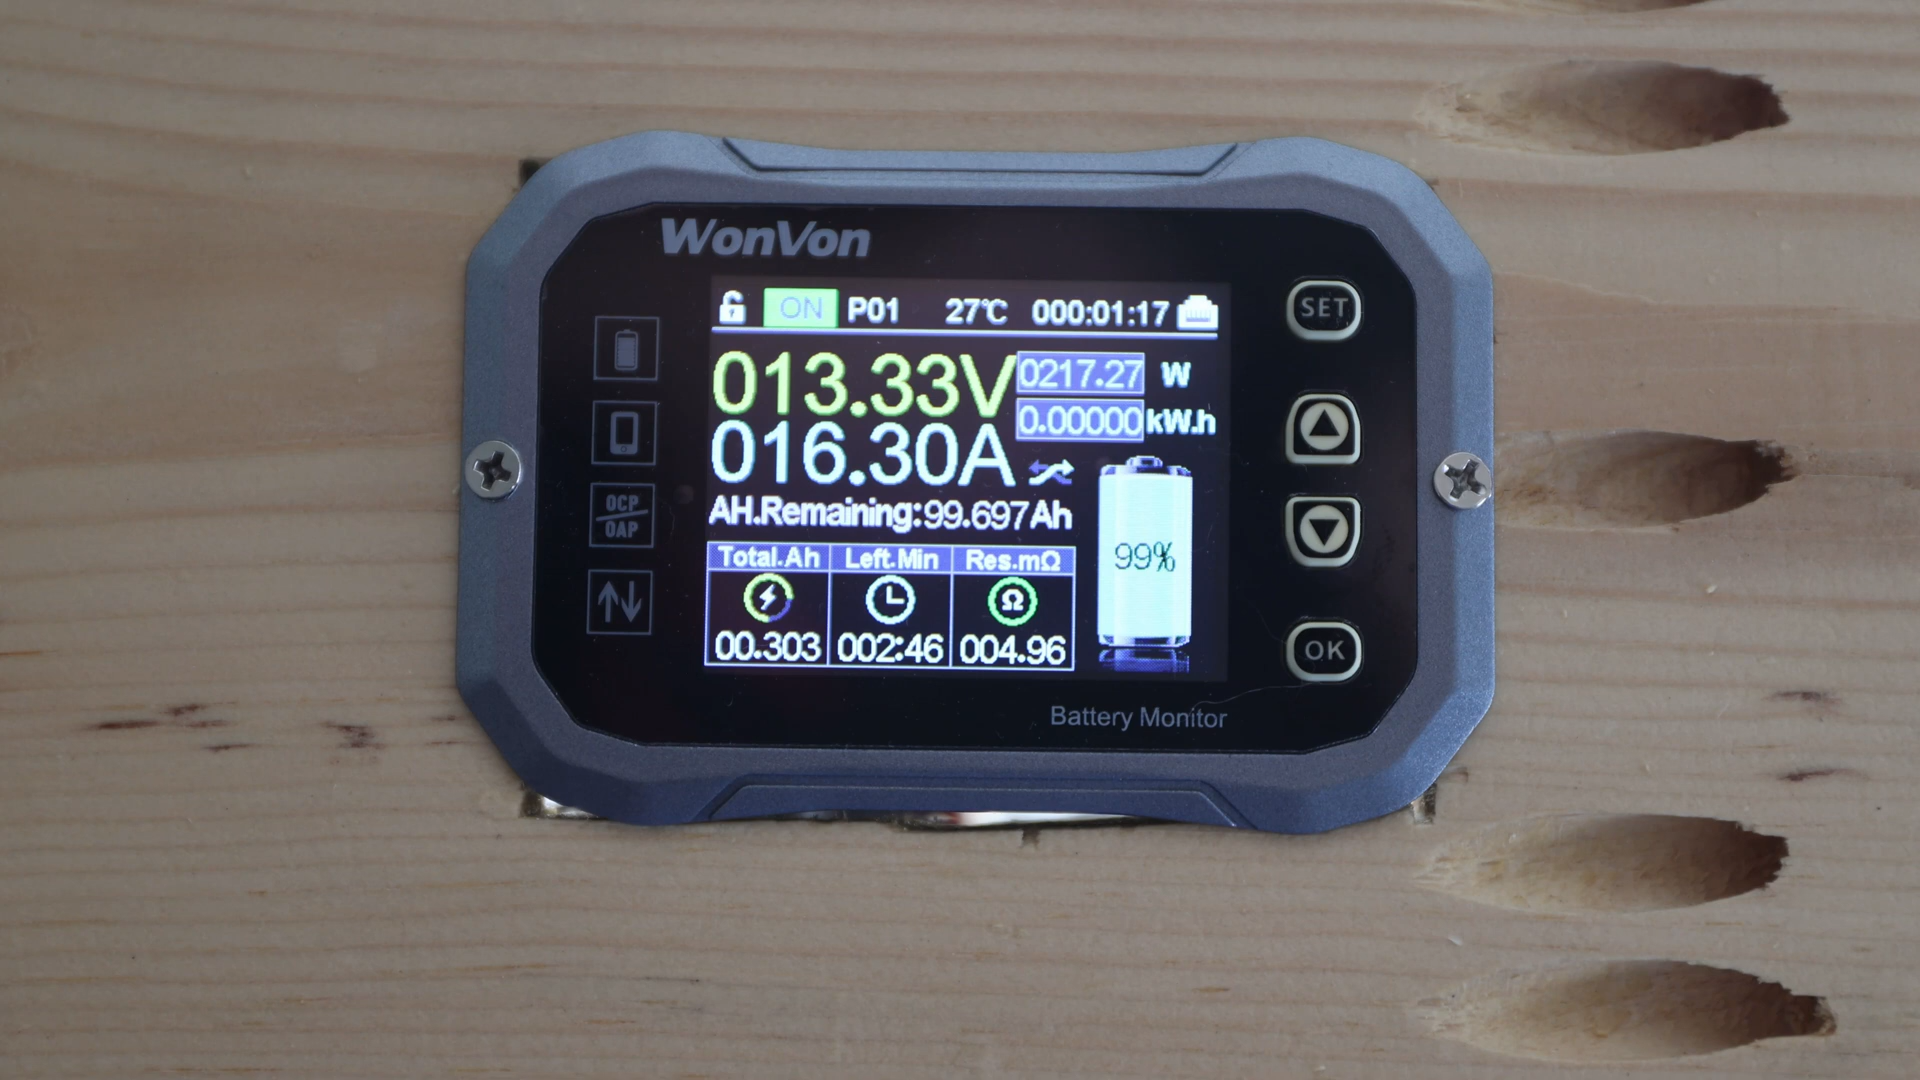 WonVon
ON P01 27℃ 000:01:17
SET
013.33V 0217.27 W
0.00000 kW.h
016.30A
AH.Remaining:99.697Ah
OCP
OAP
99%
Total.Ah Left.Min Res.mΩ
Ω
00.303 002:46 004.96
OK
Battery Monitor